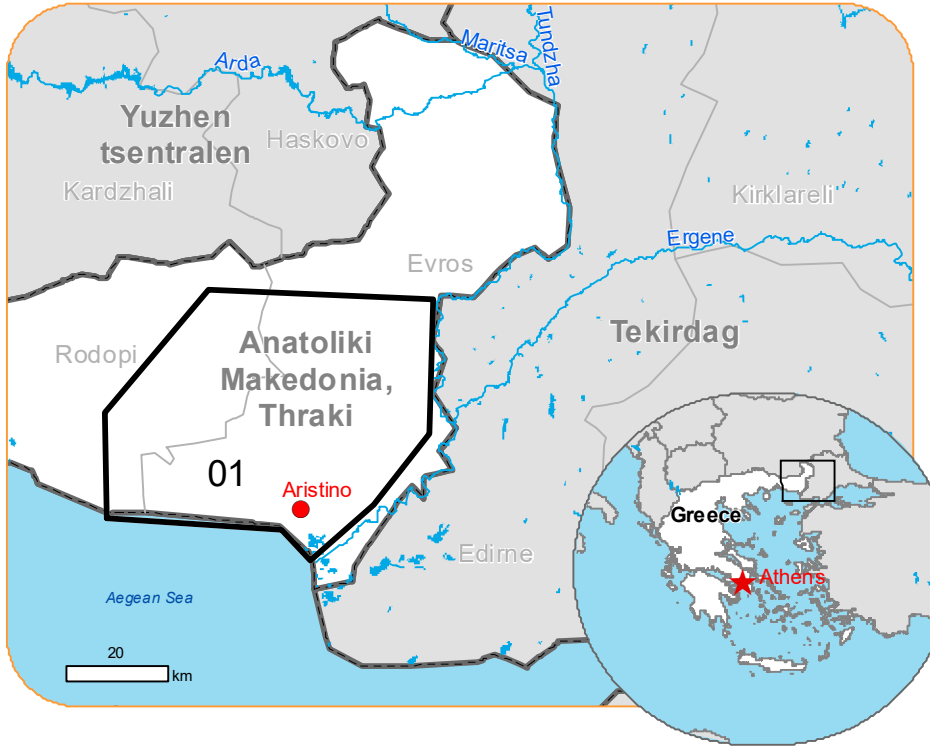 Maritsa
Tundzha
Arda
Yuzhen
tsentralen
Haskovo
Kardzhali
Kirklareli
Ergene
Evros
Tekirdag
Anatoliki
Makedonia,
Thraki
Rodopi
01
Aristino
Greece
Edirne
Athens
Aegean Sea
20
km